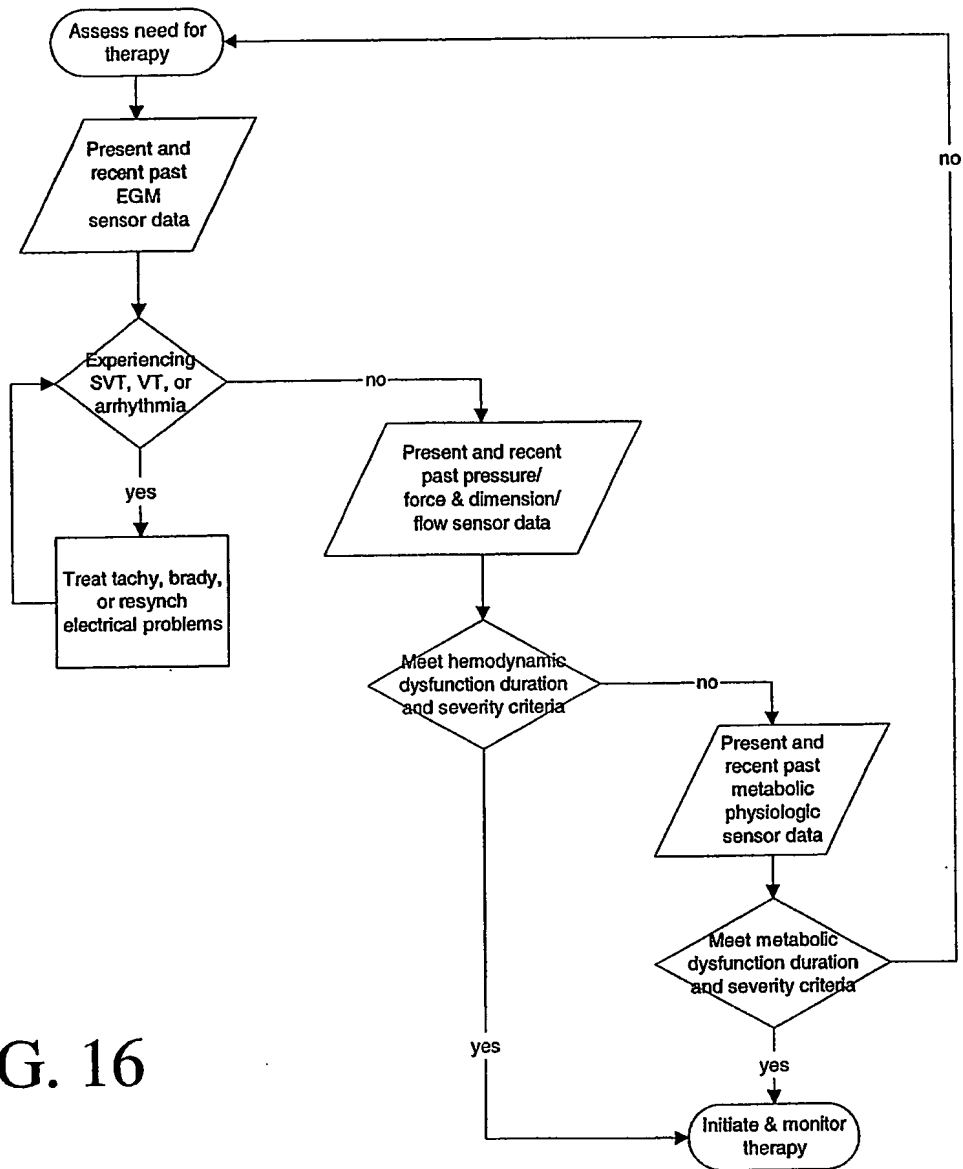 Assess need for
therapy
Present and
recent past
EGM
sensor data
Experiencing
SVT, VT, or
arrhythmia
no
yes
Treat tachy, brady,
or resynch
electrical problems
Present and recent
past pressure/
force & dimension/
flow sensor data
Meet hemodynamic
dysfunction duration
and severity criteria
no
yes
Present and
recent past
metabolic
physiologic
sensor data
Meet metabolic
dysfunction duration
and severity criteria
no
yes
Initiate & monitor
therapy
G. 16